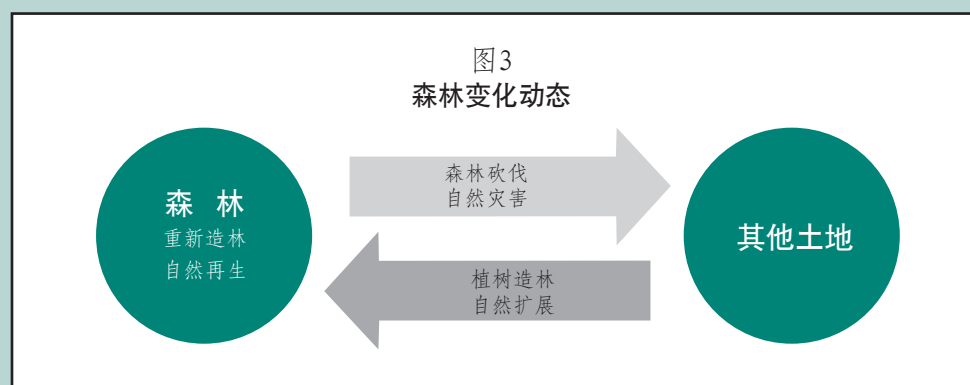 图3
森林变化动态
森林
重新造林
自然再生
森林砍伐
自然灾害
植树造林
自然扩展
其他土地